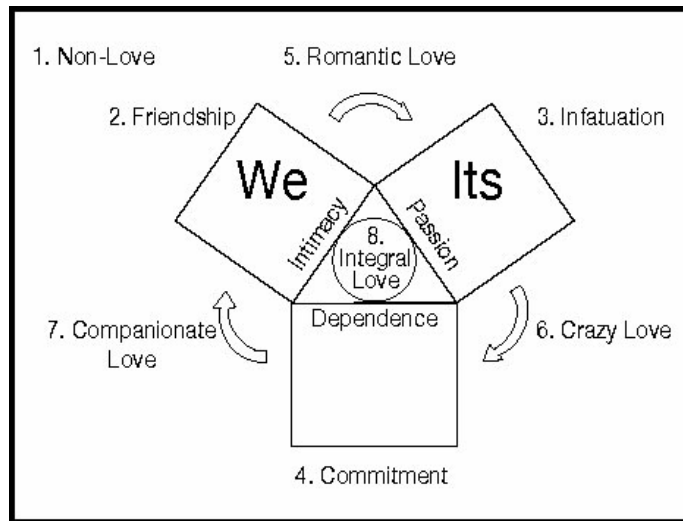 1. Non-Love
5. Romantic Love
2. Friendship
3. Infatuation
We
Its
Intimacy
Passion
8.
Integral
Love
Dependence
7. Companionate
Love
6. Crazy Love
4. Commitment